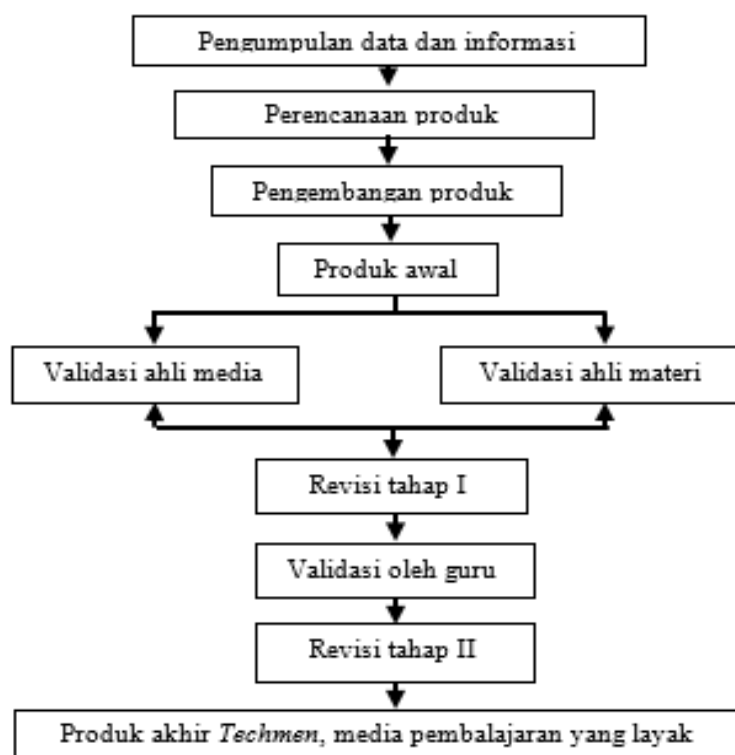 Pengumpulan data dan informasi
Perencanaan produk
Pengembangan produk
Produk awal
Validasi ahli media
Validasi ahli materi
Revisi tahap I
Validasi oleh guru
Revisi tahap II
Produk akhir Techmen, media pembalajaran yang layak